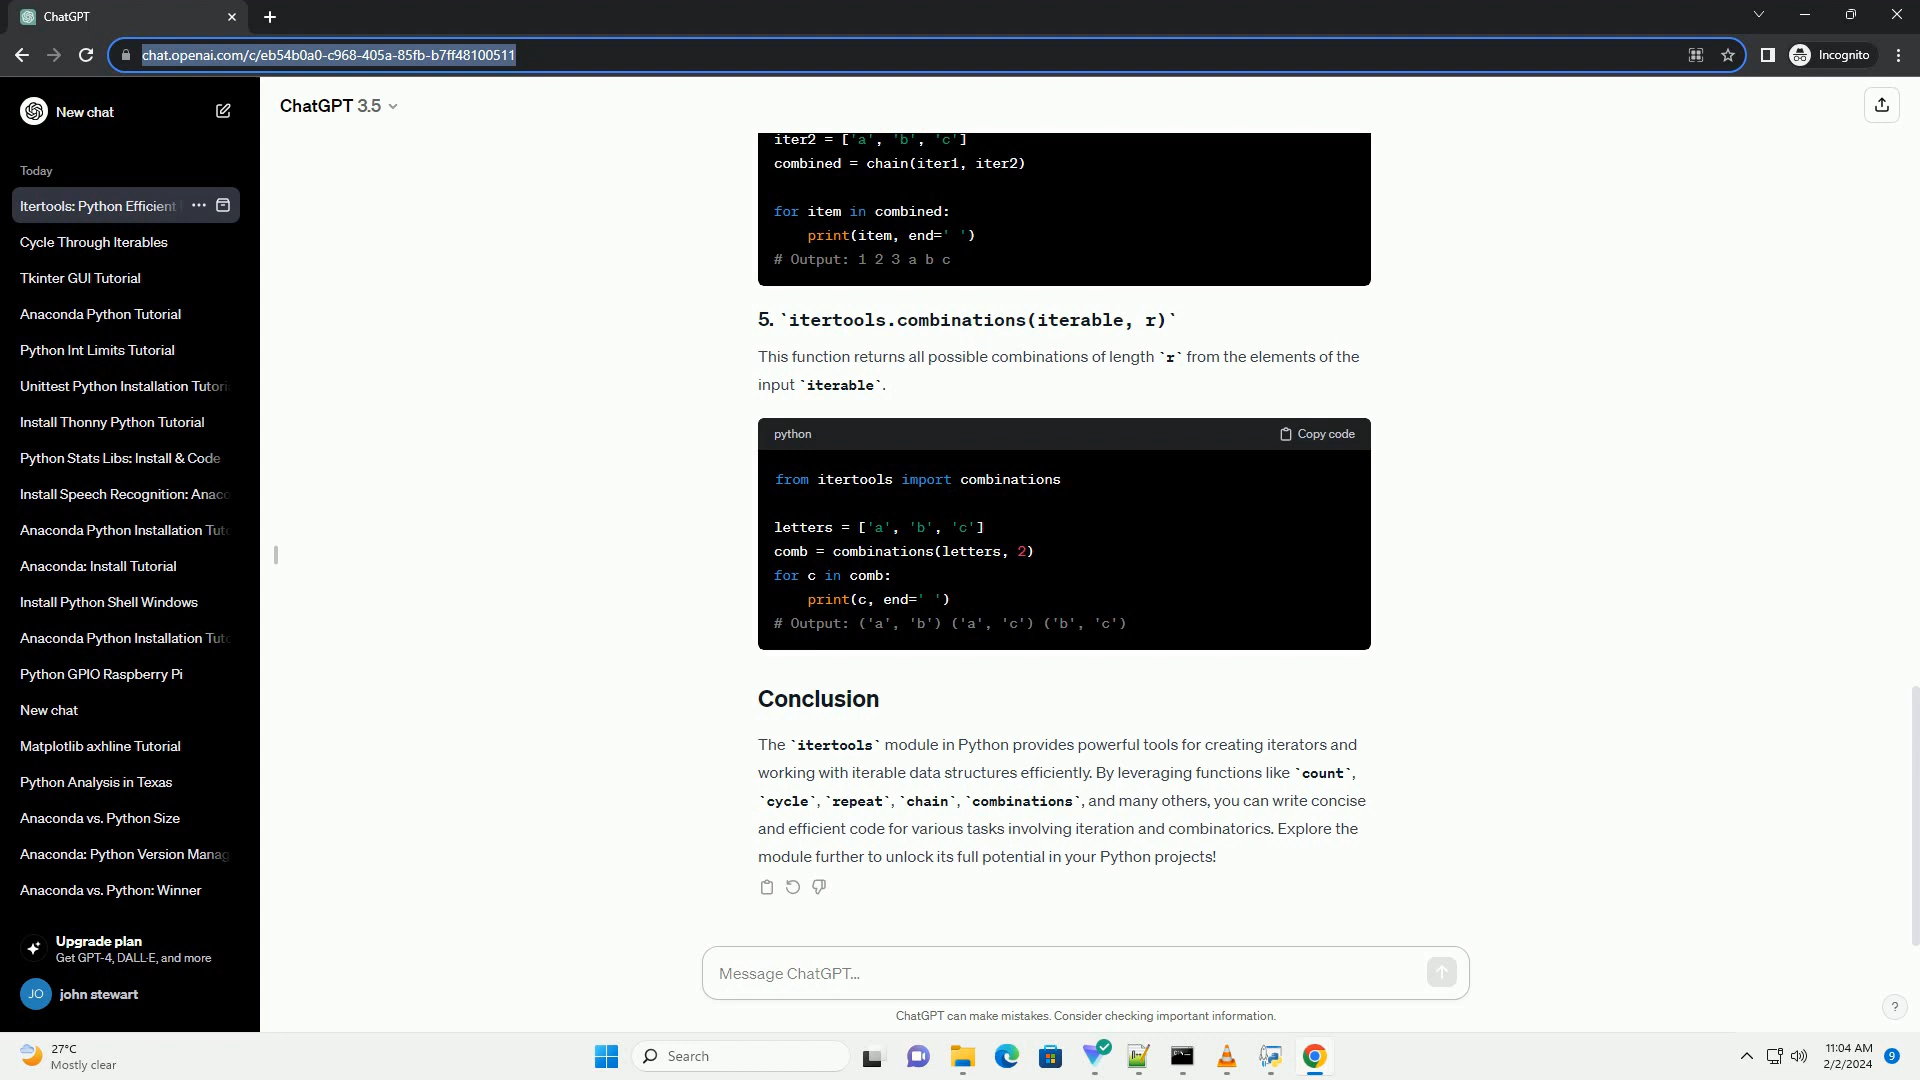 ChatGPT
chat.openai.com/c/eb54b0a0-c968-405a-85fb-b7ff48100511
Incognito
New chat
ChatGPT 3.5
Today
Itertools: Python Efficient
Cycle Through Iterables
Tkinter GUI Tutorial
Anaconda Python Tutorial
Python Int Limits Tutorial
Unittest Python Installation Tutori
Install Thonny Python Tutorial
Python Stats Libs: Install & Code
Install Speech Recognition: Anaco
Anaconda Python Installation Tuto
Anaconda: Install Tutorial
Install Python Shell Windows
Anaconda Python Installation Tuto
Python GPIO Raspberry Pi
New chat
Matplotlib axhline Tutorial
Python Analysis in Texas
Anaconda vs. Python Size
Anaconda: Python Version Manag
Anaconda vs. Python: Winner
Upgrade plan
Get GPT-4, DALL·E, and more
JO john stewart
iter2 = ['a', 'b', 'c']
combined = chain(iter1, iter2)
for item in combined:
    print(item, end=' ')
# Output: 1 2 3 a b c
5. `itertools.combinations(iterable, r)`
This function returns all possible combinations of length `r` from the elements of the
input `iterable`.
python
Copy code
from itertools import combinations
letters = ['a', 'b', 'c']
comb = combinations(letters, 2)
for c in comb:
    print(c, end=' ')
# Output: ('a', 'b') ('a', 'c') ('b', 'c')
Conclusion
The `itertools` module in Python provides powerful tools for creating iterators and
working with iterable data structures efficiently. By leveraging functions like `count`,
`cycle`, `repeat`, `chain`, `combinations`, and many others, you can write concise
and efficient code for various tasks involving iteration and combinatorics. Explore the
module further to unlock its full potential in your Python projects!
Message ChatGPT...
ChatGPT can make mistakes. Consider checking important information.
?
27°C
Mostly clear
Search
11:04 AM
2/2/2024
9